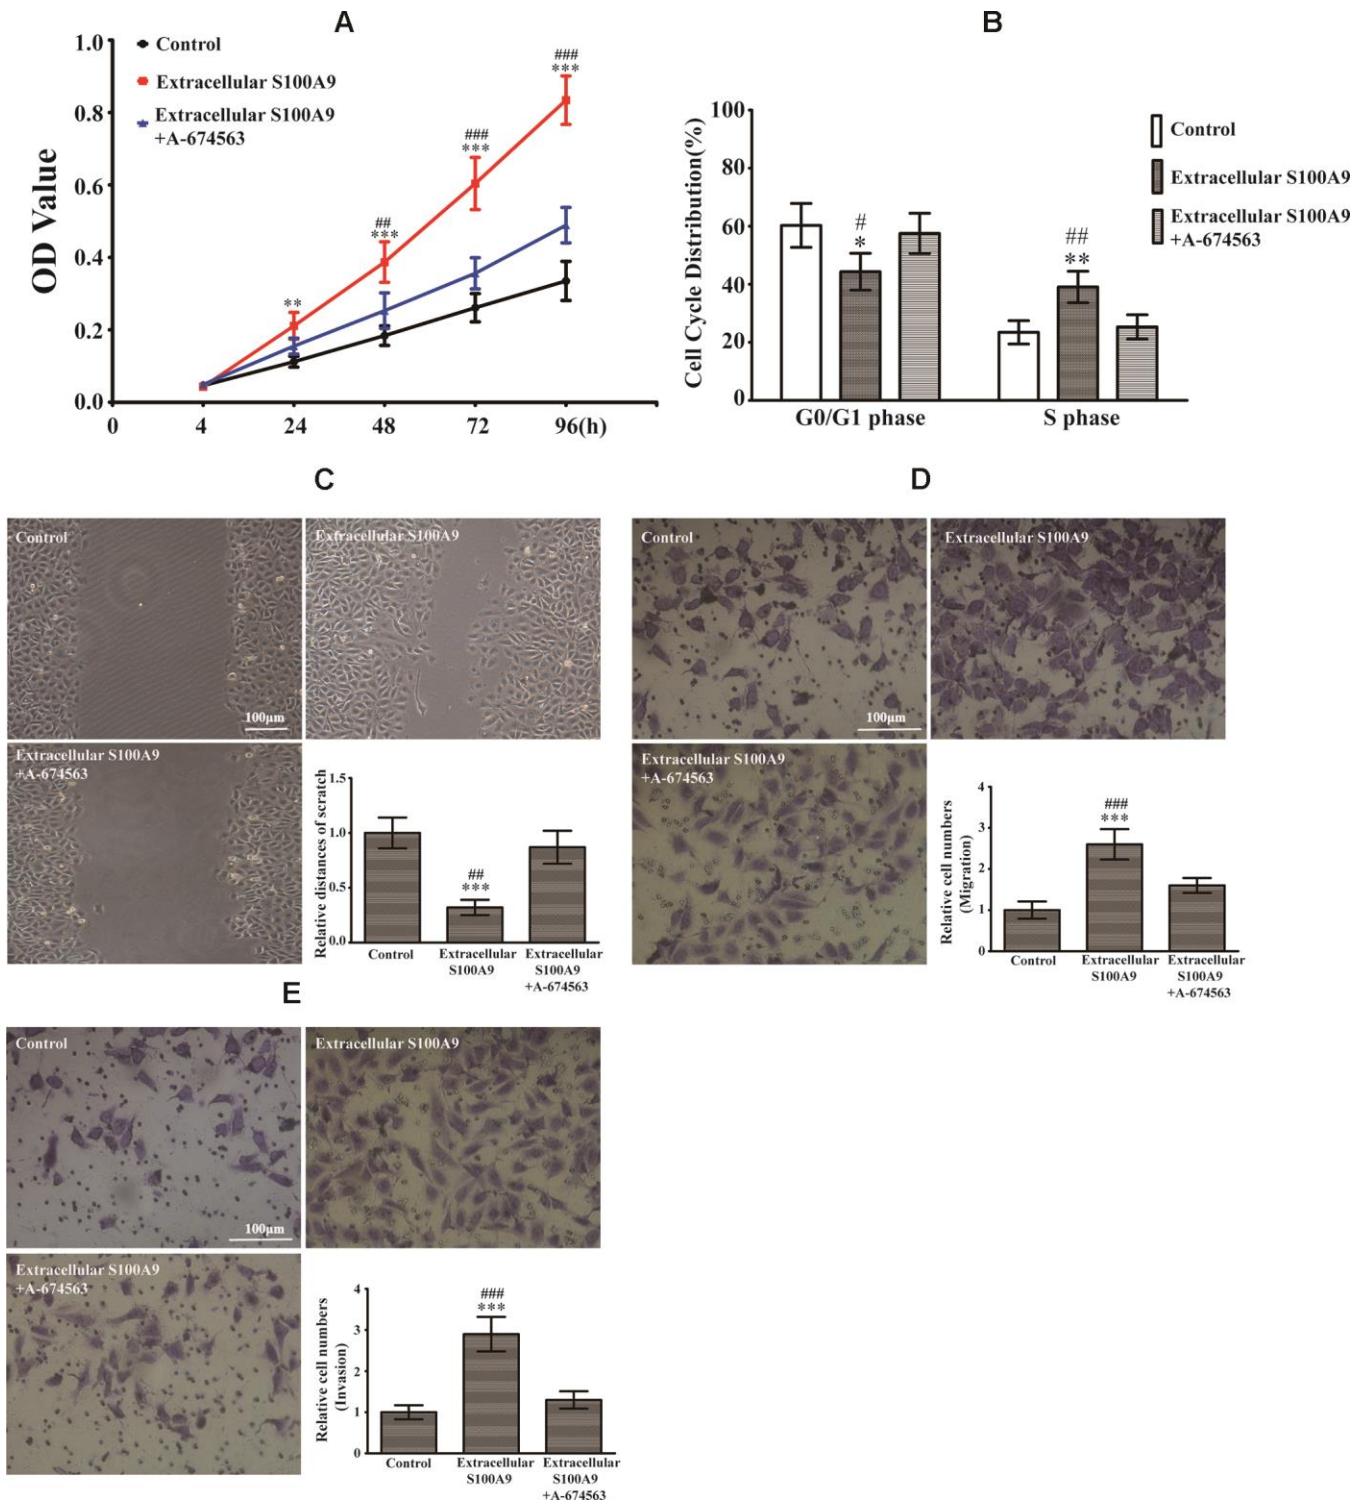 A
1.0
0.8
0.6
0.4
0.2
0.0
OD Value
Control
Extracellular S100A9
Extracellular S100A9
+A-674563
**
##
***
###
***
###
***
0 4 24 48 72 96(h)
B
100
80
60
40
20
0
Cell Cycle Distribution(%)
Control
Extracellular S100A9
Extracellular S100A9
+A-674563
#
*
##
**
G0/G1 phase S phase
C
Control
100μm
Extracellular S100A9
Extracellular S100A9
+A-674563
Relative distances of scratch
1.5
1.0
0.5
0.0
##
***
Control
Extracellular
S100A9
Extracellular
S100A9
+A-674563
D
Control
100μm
Extracellular S100A9
Extracellular S100A9
+A-674563
Relative cell numbers
(Migration)
4
3
2
1
0
###
***
Control
Extracellular
S100A9
Extracellular
S100A9
+A-674563
E
Control
100μm
Extracellular S100A9
Extracellular S100A9
+A-674563
Relative cell numbers
(Invasion)
4
3
2
1
0
###
***
Control
Extracellular
S100A9
Extracellular
S100A9
+A-674563